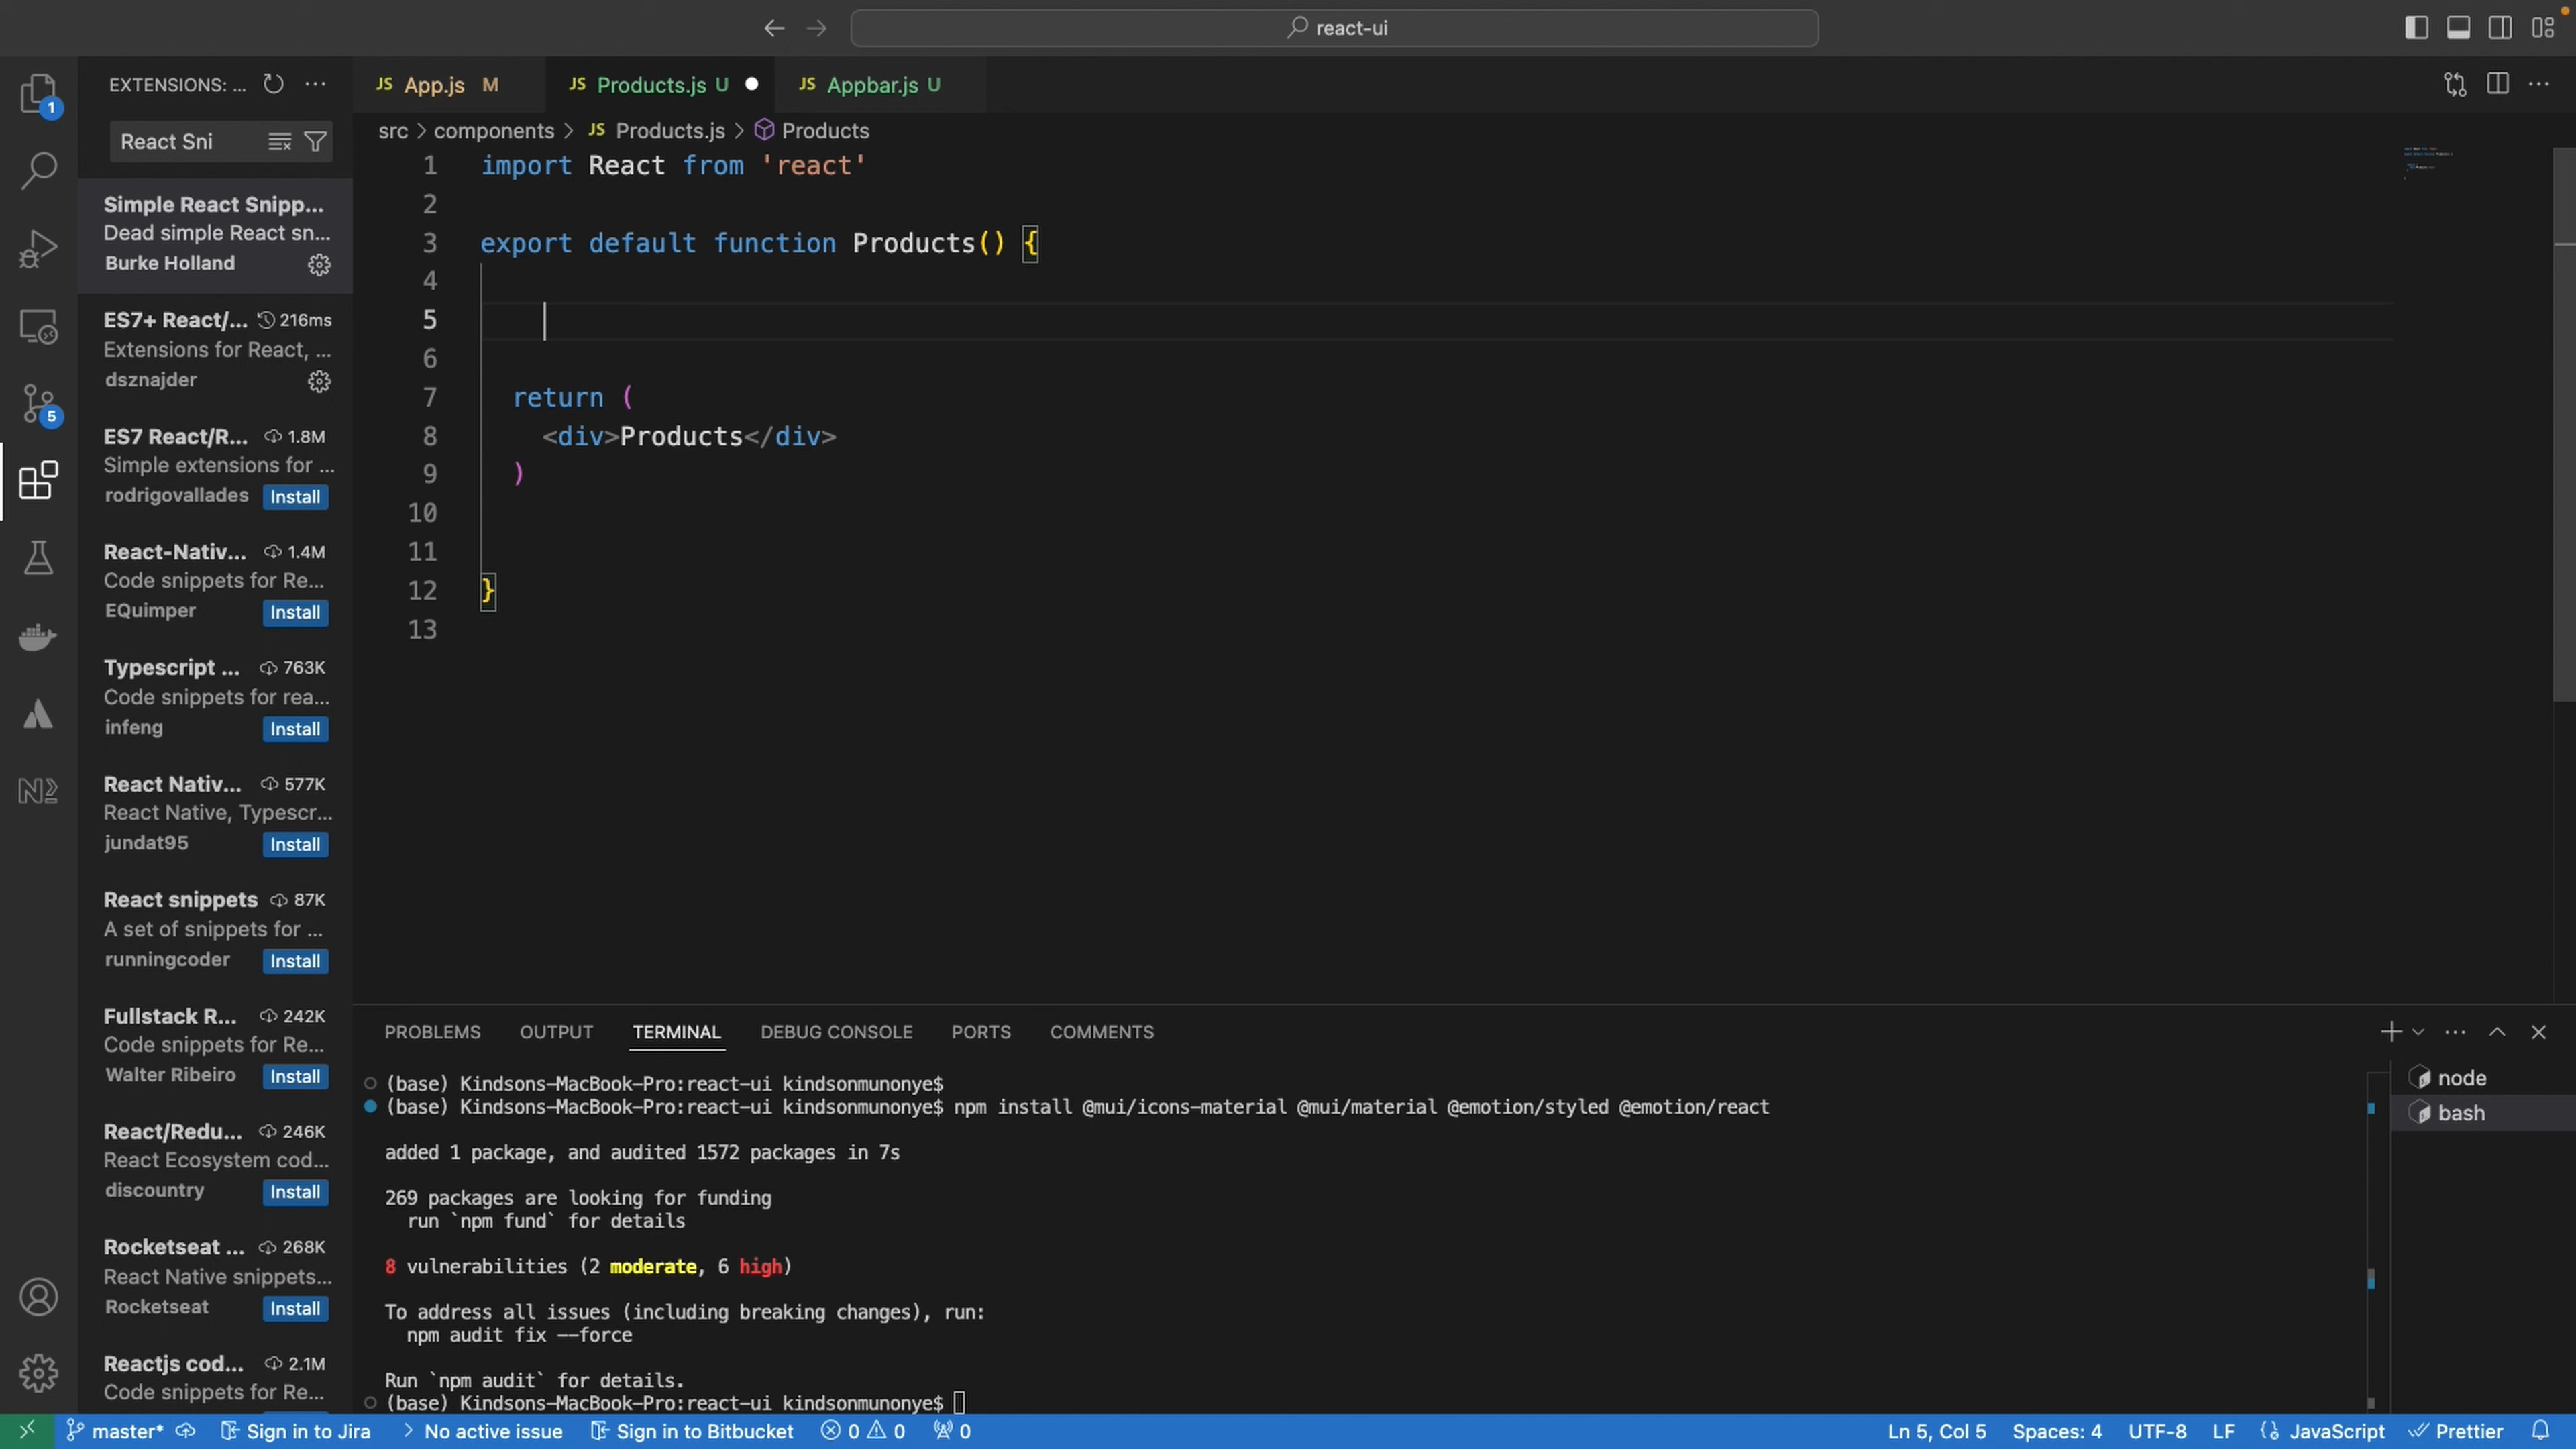 react-ui
EXTENSIONS: ...
React Sni
Simple React Snipp...
Dead simple React sn...
Burke Holland
ES7+ React/... 216ms
Extensions for React, ...
dsznajder
ES7 React/R... 1.8M
Simple extensions for ...
rodrigovallades Install
React-Nativ... 1.4M
Code snippets for Re...
EQuimper Install
Typescript ... 763K
Code snippets for rea...
infeng Install
React Nativ... 577K
React Native, Typescr...
jundat95 Install
React snippets 87K
A set of snippets for ...
runningcoder Install
Fullstack R... 242K
Code snippets for Re...
Walter Ribeiro Install
React/Redu... 246K
React Ecosystem cod...
discountry Install
Rocketseat ... 268K
React Native snippets...
Rocketseat Install
Reactjs cod... 2.1M
Code snippets for Re...
1
5
JS App.js M
JS Products.js U
JS Appbar.js U
src > components > JS Products.js > Products
1 import React from 'react'
2
3 export default function Products() {
4
5
6
7 return (
8 <div>Products</div>
9 )
10
11
12 }
13
PROBLEMS OUTPUT TERMINAL DEBUG CONSOLE PORTS COMMENTS
(base) Kindsons-MacBook-Pro:react-ui kindsonmunonye$
(base) Kindsons-MacBook-Pro:react-ui kindsonmunonye$ npm install @mui/icons-material @mui/material @emotion/styled @emotion/react
added 1 package, and audited 1572 packages in 7s
269 packages are looking for funding
run `npm fund` for details
8 vulnerabilities (2 moderate, 6 high)
To address all issues (including breaking changes), run:
npm audit fix --force
Run `npm audit` for details.
(base) Kindsons-MacBook-Pro:react-ui kindsonmunonye$
node
bash
master* Sign in to Jira > No active issue Sign in to Bitbucket 0 0 0 Ln 5, Col 5 Spaces: 4 UTF-8 LF JavaScript Prettier